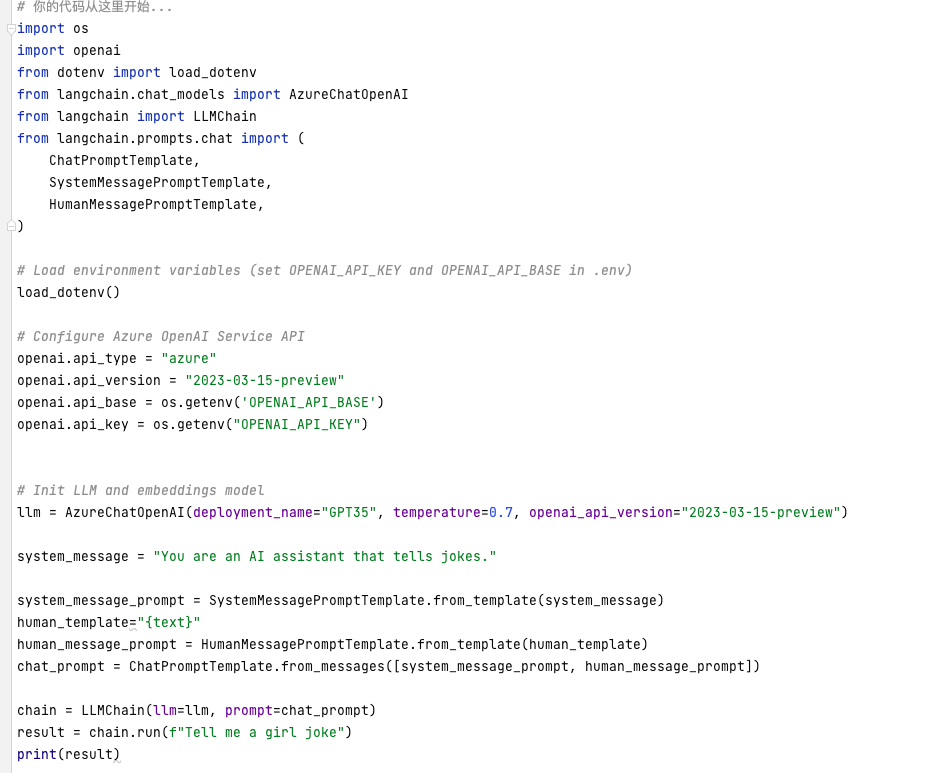 # 你的代码从这里开始...
import os
import openai
from dotenv import load_dotenv
from langchain.chat_models import AzureChatOpenAI
from langchain import LLMChain
from langchain.prompts.chat import (
    ChatPromptTemplate,
    SystemMessagePromptTemplate,
    HumanMessagePromptTemplate,
)

# Load environment variables (set OPENAI_API_KEY and OPENAI_API_BASE in .env)
load_dotenv()

# Configure Azure OpenAI Service API
openai.api_type = "azure"
openai.api_version = "2023-03-15-preview"
openai.api_base = os.getenv('OPENAI_API_BASE')
openai.api_key = os.getenv("OPENAI_API_KEY")


# Init LLM and embeddings model
llm = AzureChatOpenAI(deployment_name="GPT35", temperature=0.7, openai_api_version="2023-03-15-preview")

system_message = "You are an AI assistant that tells jokes."

system_message_prompt = SystemMessagePromptTemplate.from_template(system_message)
human_template="{text}"
human_message_prompt = HumanMessagePromptTemplate.from_template(human_template)
chat_prompt = ChatPromptTemplate.from_messages([system_message_prompt, human_message_prompt])

chain = LLMChain(llm=llm, prompt=chat_prompt)
result = chain.run(f"Tell me a girl joke")
print(result)